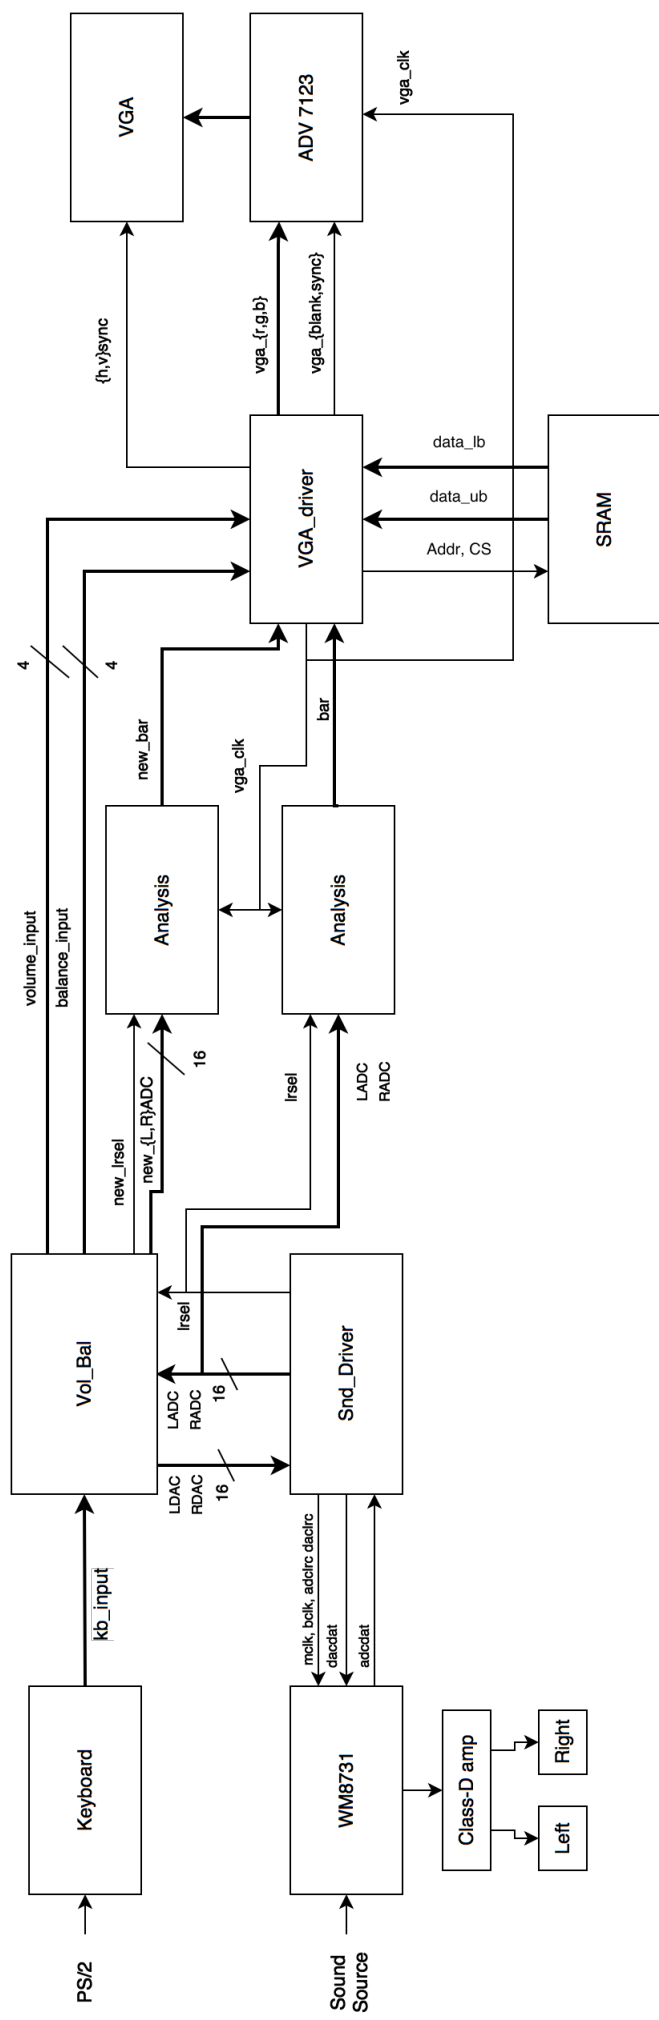 PS/2
Keyboard
kb_input
Vol_Bal
volume_input
balance_input
4
4
new_lrsel
new_{L,R}ADC
16
Analysis
new_bar
vga_clk
Sound
Source
WM8731
mclk, bclk, adclrc daclrc
dacdat
adcdat
Class-D amp
Left
Right
Snd_Driver
LDAC
RDAC
16
LADC
RADC
16
lrsel
lrsel
LADC
RADC
Analysis
bar
VGA_driver
{h,v}sync
vga_{r,g,b}
vga_{blank,sync}
VGA
ADV 7123
vga_clk
data_lb
data_ub
Addr, CS
SRAM